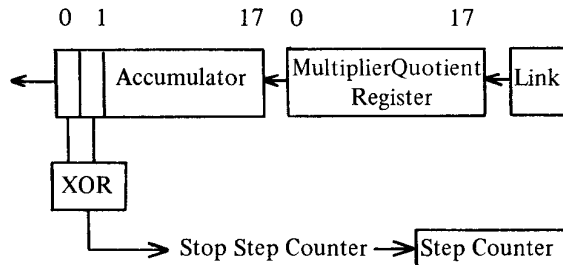 0 1 17 0 17
Accumulator
MultiplierQuotient
Register
Link
XOR
Stop Step Counter
Step Counter